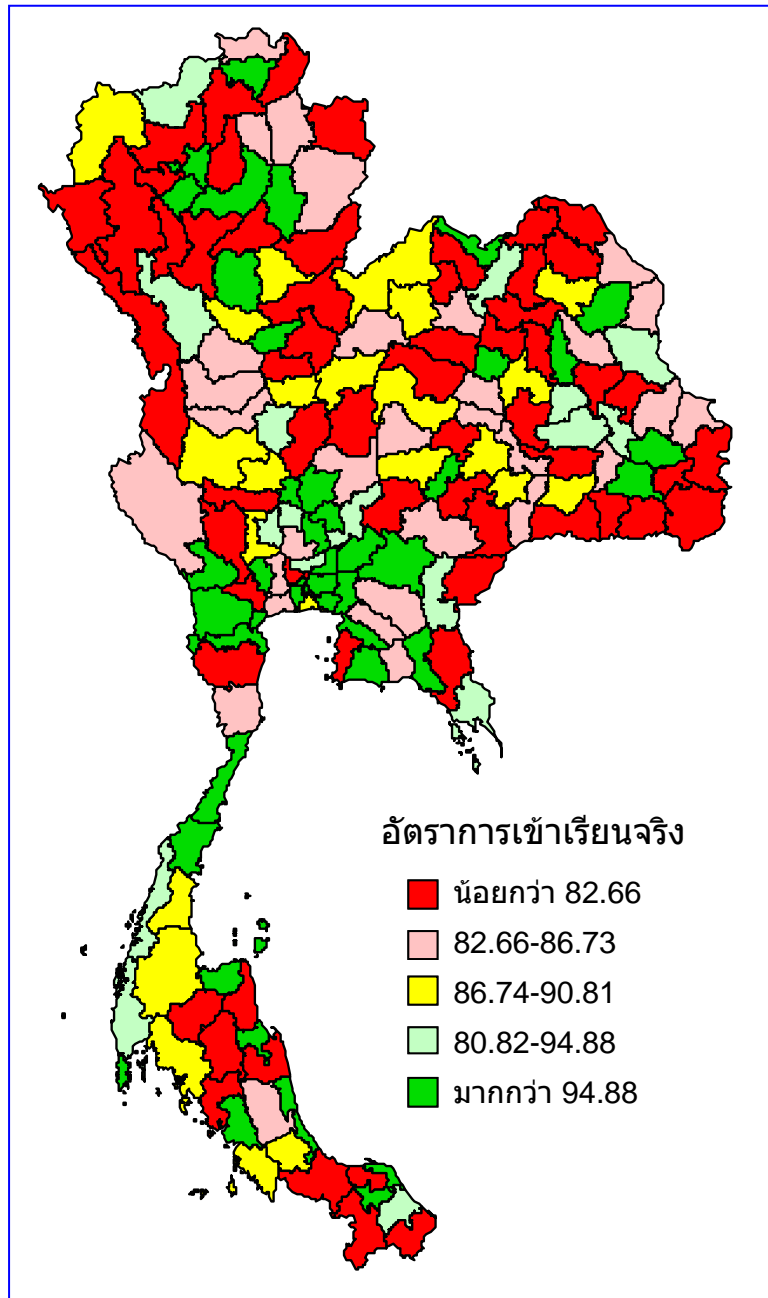 อัตราการเข้าเรียนจริง
น้อยกว่า 82.66
82.66-86.73
86.74-90.81
80.82-94.88
มากกว่า 94.88